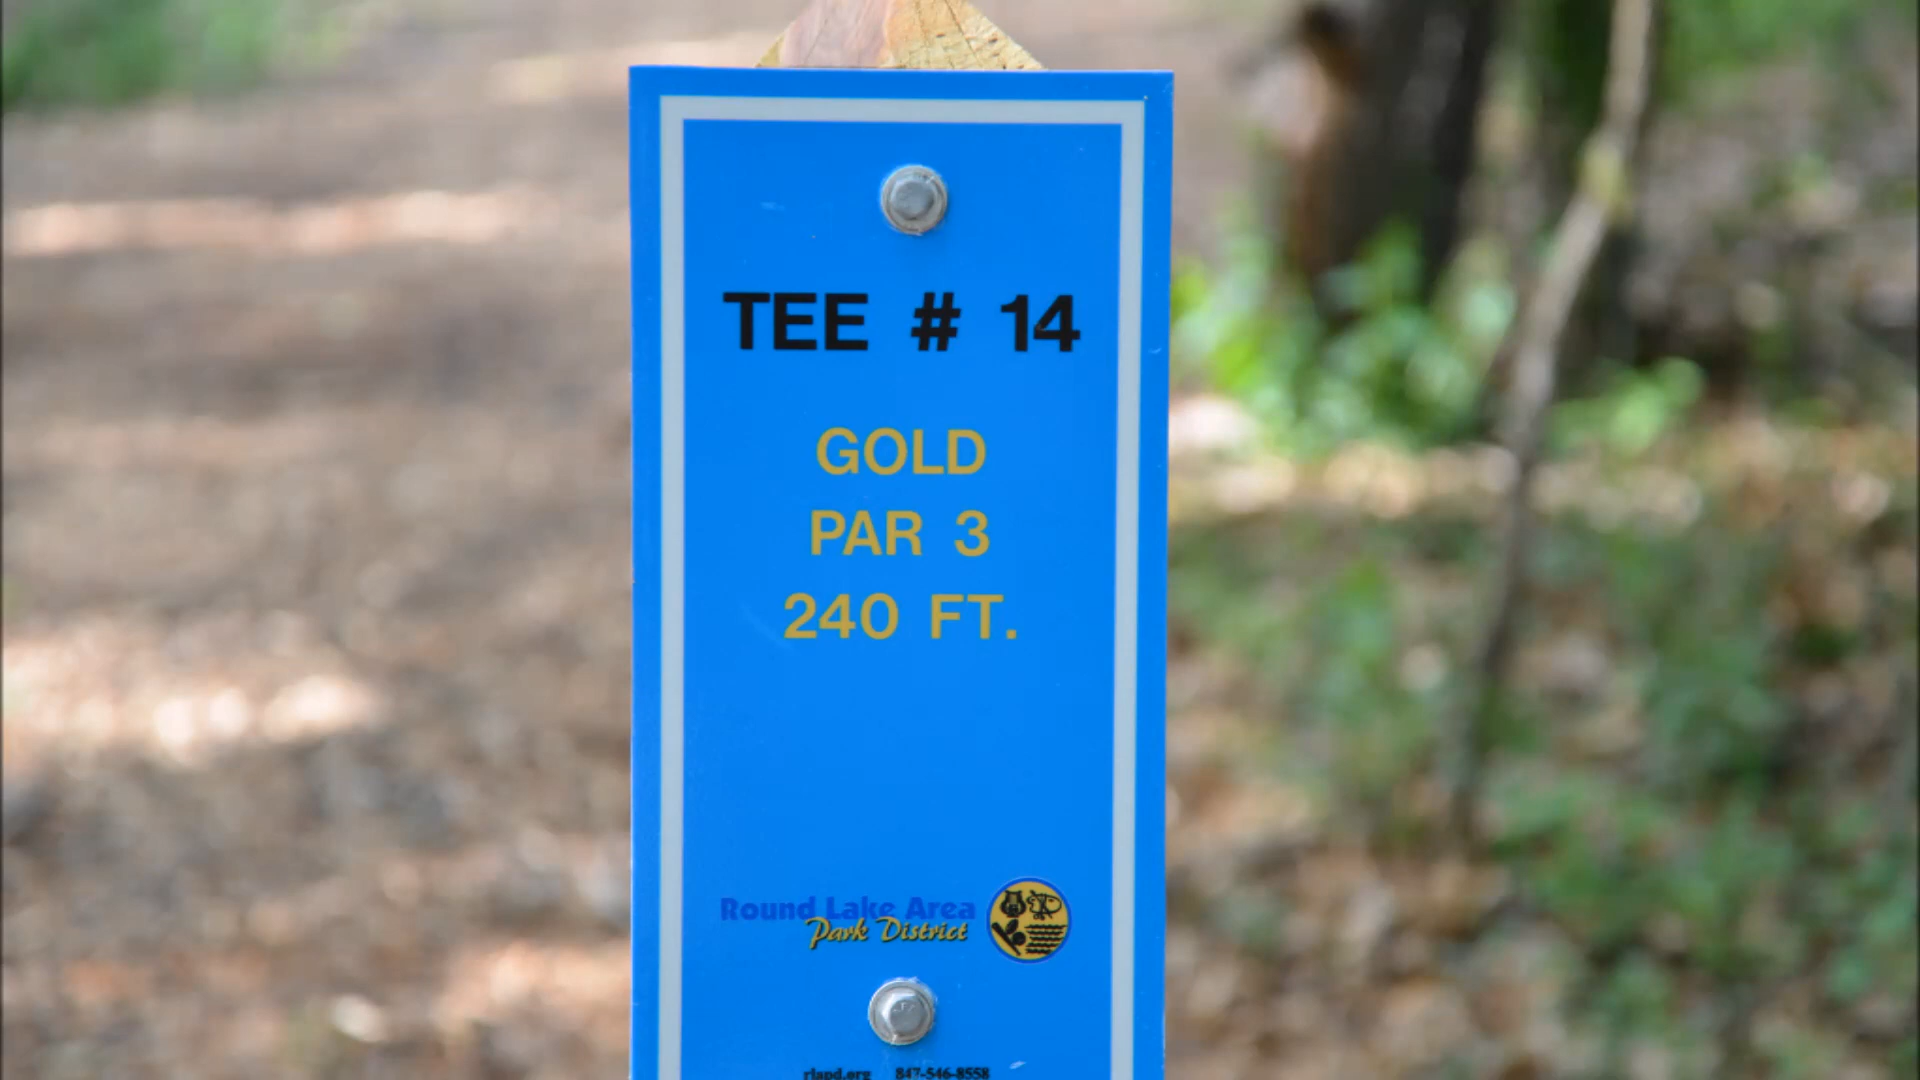 TEE # 14
GOLD
PAR 3
240 FT.
Round Lake Area
Park District
rlapd.org 847-546-8558